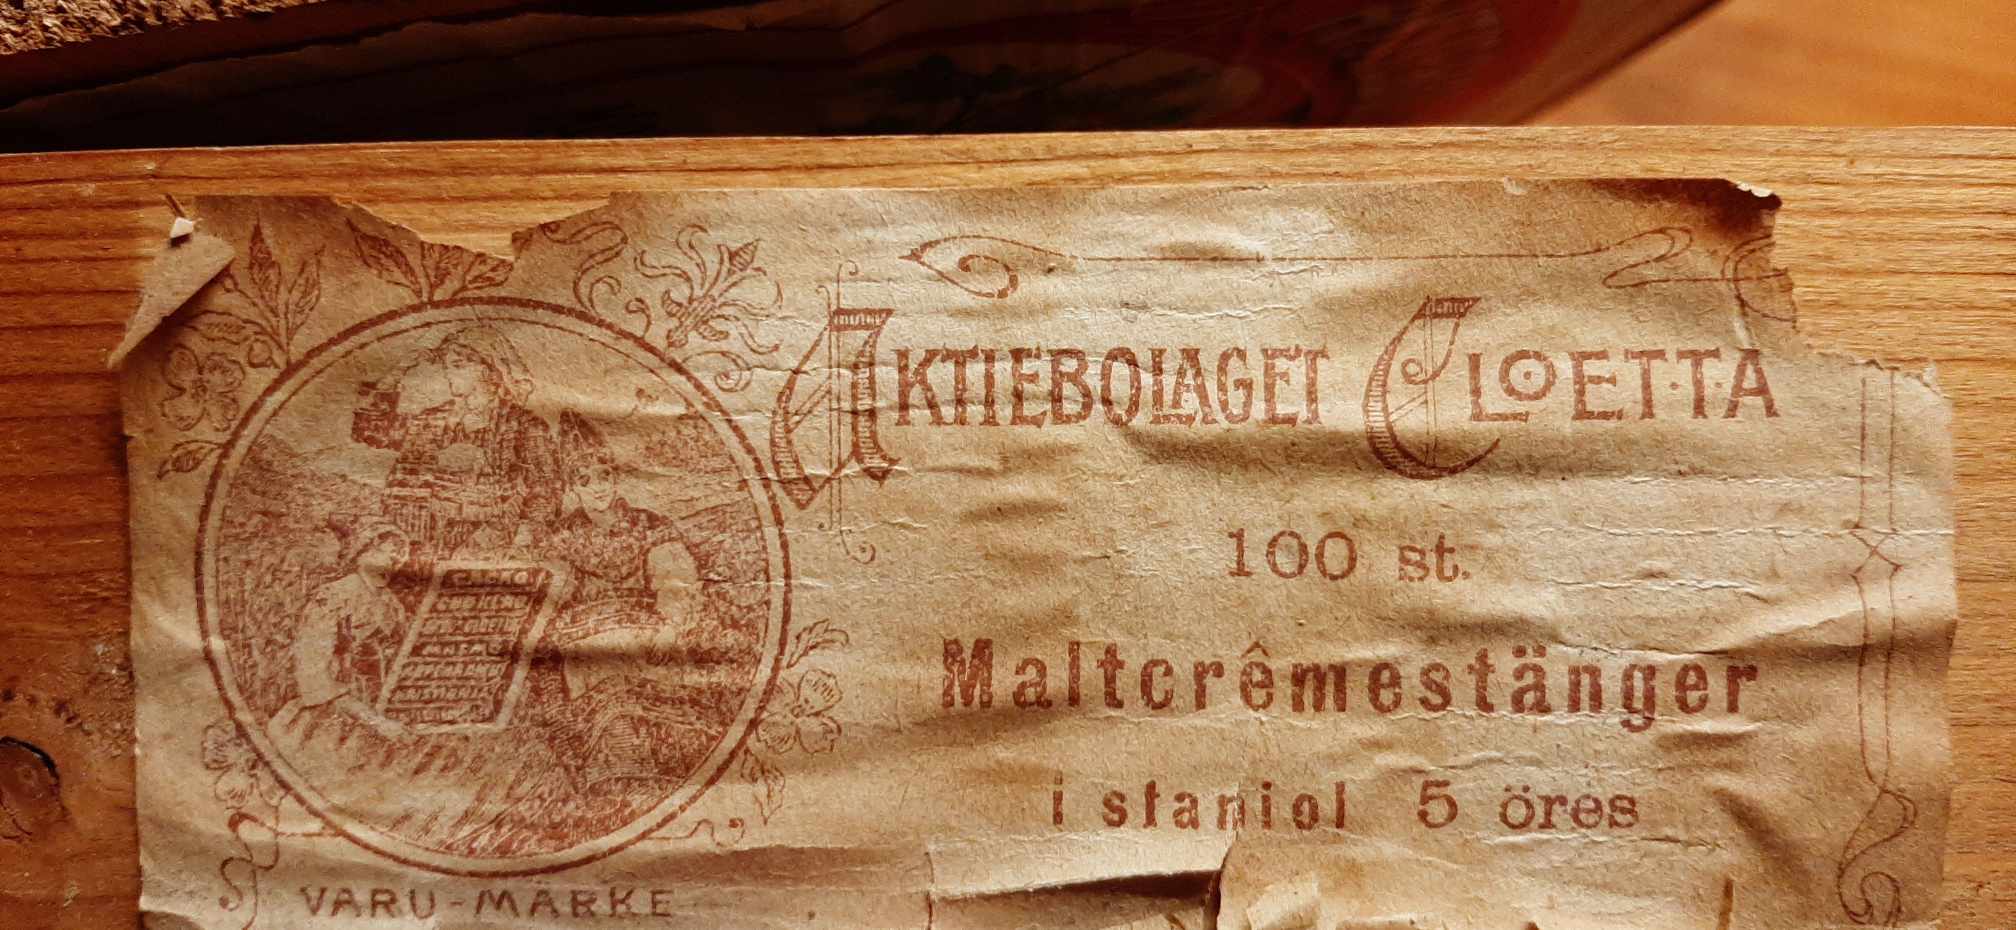 AKTIEBOLAGET CLOETTA
100 st.
Maltcrêmestänger
i staniol 5 öres
VARU-MÄRKE